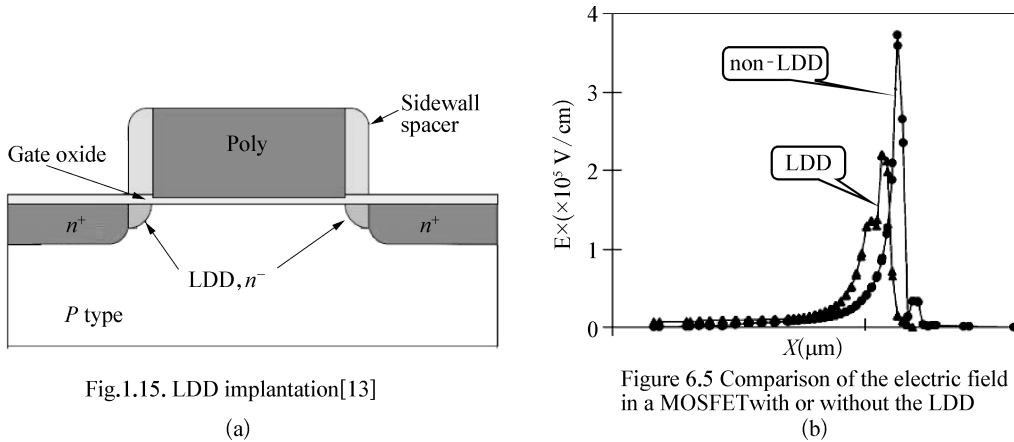 Sidewall
spacer
Poly
Gate oxide
n⁺
n⁺
LDD, n⁻
P type
Fig.1.15. LDD implantation[13]
(a)
E×(×10⁵ V/cm)
4
3
2
1
0
non-LDD
LDD
X(μm)
Figure 6.5 Comparison of the electric field
in a MOSFETwith or without the LDD
(b)